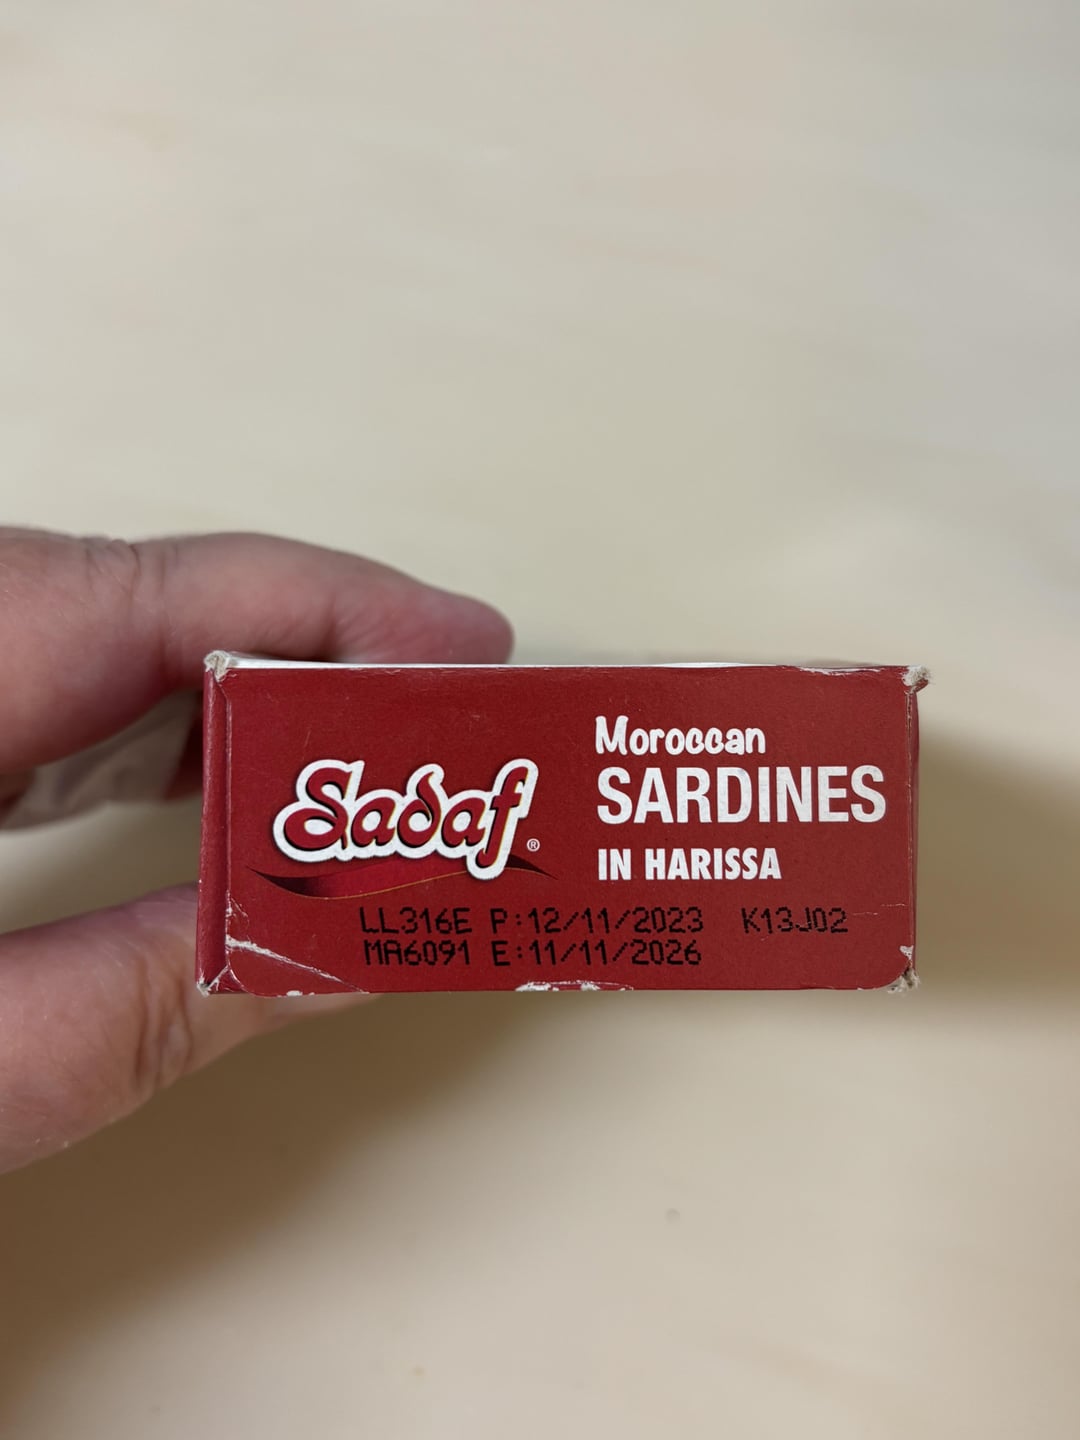 Sadaf®
Moroccan
SARDINES
IN HARISSA
LL316E P:12/11/2023 K13J02
MA6091 E:11/11/2026